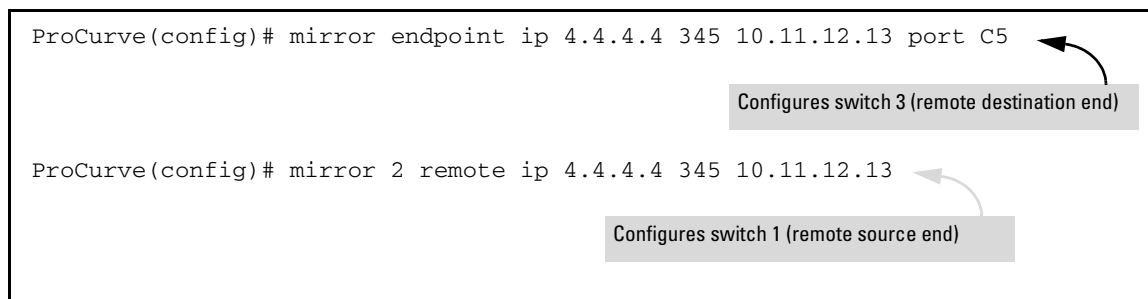 ProCurve(config)# mirror endpoint ip 4.4.4.4 345 10.11.12.13 port C5
Configures switch 3 (remote destination end)
ProCurve(config)# mirror 2 remote ip 4.4.4.4 345 10.11.12.13
Configures switch 1 (remote source end)